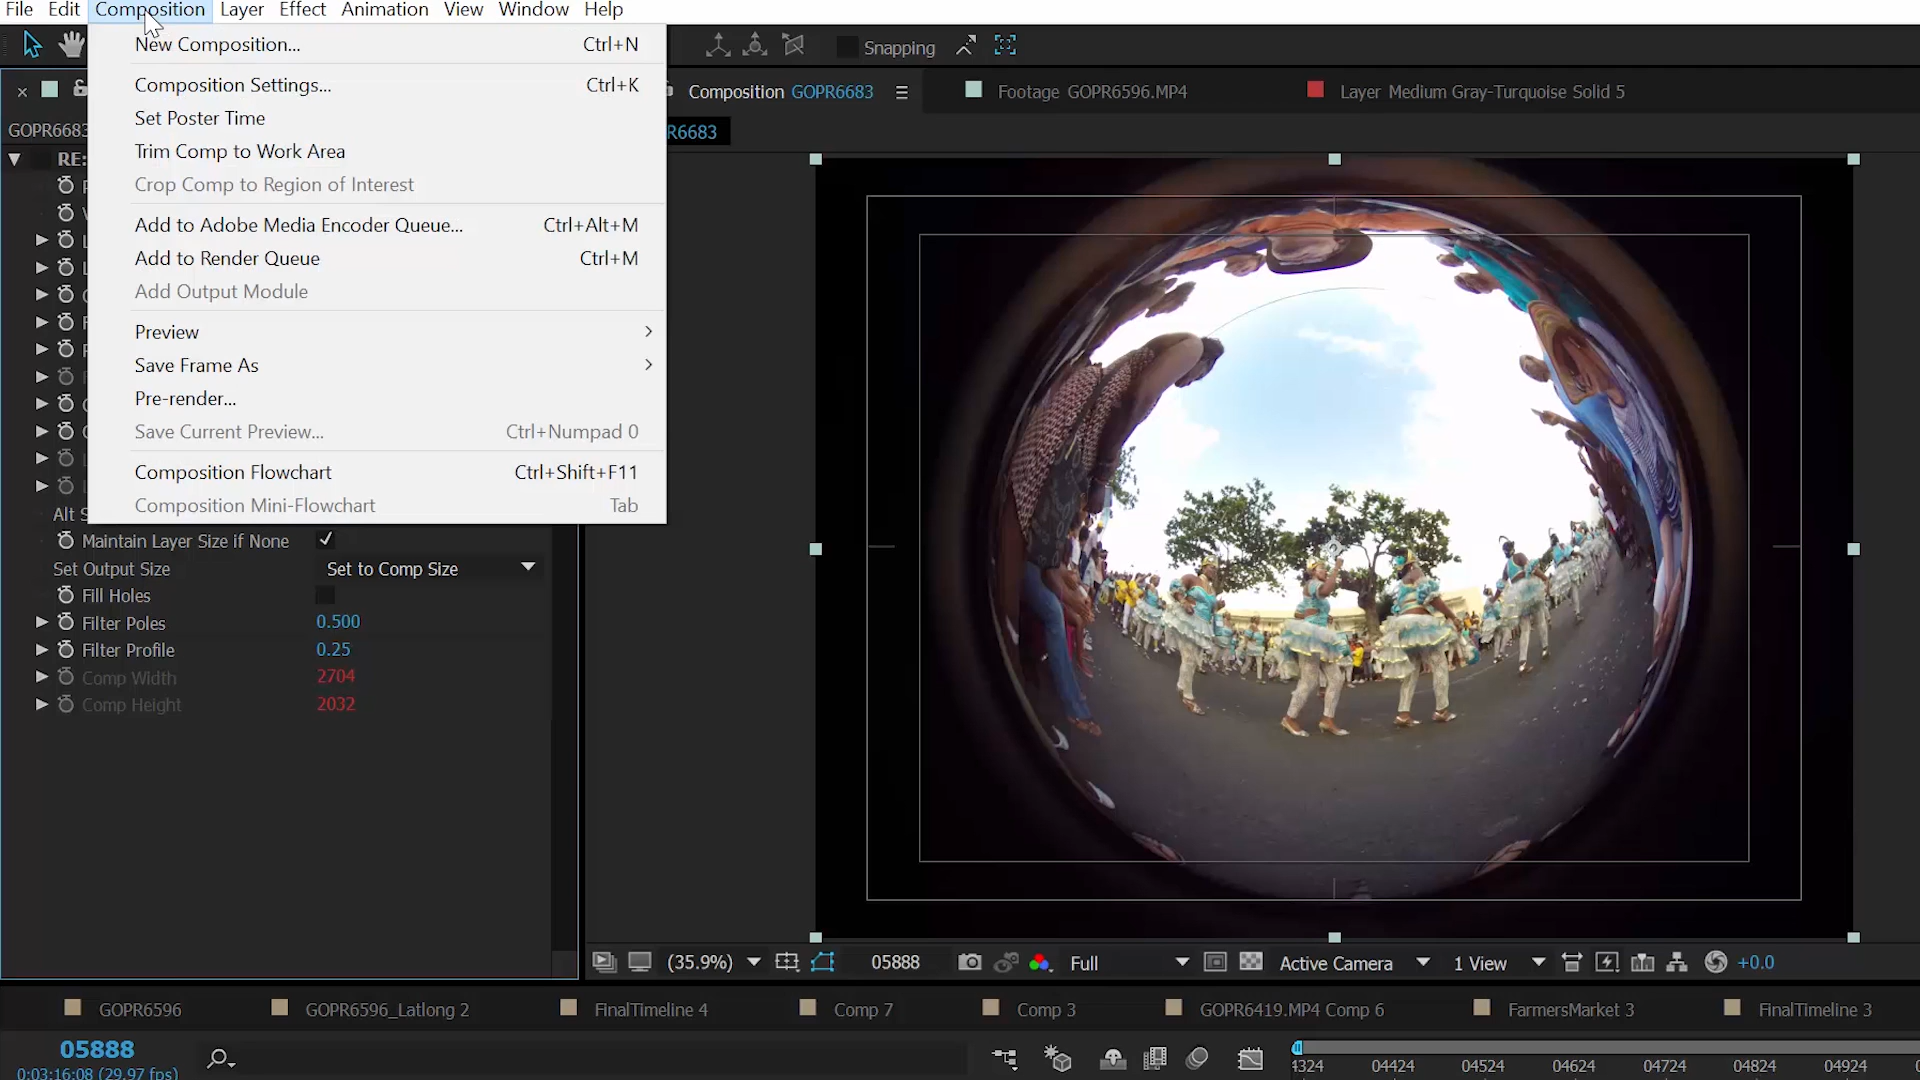 File Edit Composition Layer Effect Animation View Window Help
New Composition... Ctrl+N
Snapping
Composition Settings... Ctrl+K
Composition GOPR6683
Footage GOPR6596.MP4
Layer Medium Gray-Turquoise Solid 5
Set Poster Time
GOPR6683
R6683
Trim Comp to Work Area
RE:
Crop Comp to Region of Interest
Add to Adobe Media Encoder Queue... Ctrl+Alt+M
Add to Render Queue Ctrl+M
Add Output Module
Preview
Save Frame As
Pre-render...
Save Current Preview... Ctrl+Numpad 0
Composition Flowchart Ctrl+Shift+F11
Composition Mini-Flowchart Tab
Alt S
Maintain Layer Size if None
Set Output Size Set to Comp Size
Fill Holes
Filter Poles 0.500
Filter Profile 0.25
Comp Width 2704
Comp Height 2032
(35.9%) 05888 Full Active Camera 1 View +0.0
GOPR6596 GOPR6596_Latlong 2 FinalTimeline 4 Comp 7 Comp 3 GOPR6419.MP4 Comp 6 FarmersMarket 3 FinalTimeline 3
05888
0:03:16:08 (29.97 fps)
4324 04424 04524 04624 04724 04824 04924